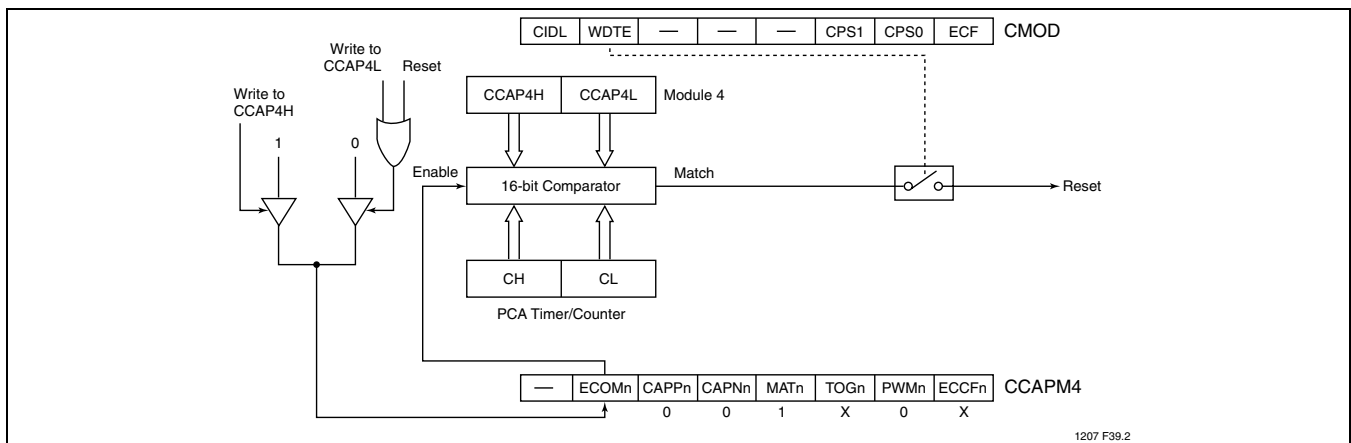 CIDL WDTE — — — CPS1 CPS0 ECF CMOD
Write to
CCAP4L Reset
Write to
CCAP4H
CCAP4H CCAP4L Module 4
1 0
Enable 16-bit Comparator Match Reset
CH CL
PCA Timer/Counter
— ECOMn CAPPn CAPNn MATn TOGn PWMn ECCFn CCAPM4
0 0 1 X 0 X
1207 F39.2